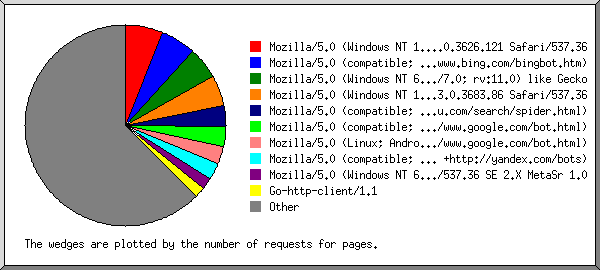 Mozilla/5.0 (Windows NT 1....0.3626.121 Safari/537.36
Mozilla/5.0 (compatible; ...www.bing.com/bingbot.htm)
Mozilla/5.0 (Windows NT 6.../7.0; rv:11.0) like Gecko
Mozilla/5.0 (Windows NT 1....3.0.3683.86 Safari/537.36
Mozilla/5.0 (compatible; ...u.com/search/spider.html)
Mozilla/5.0 (compatible; .../www.google.com/bot.html)
Mozilla/5.0 (Linux; Andro.../www.google.com/bot.html)
Mozilla/5.0 (compatible; ... +http://yandex.com/bots)
Mozilla/5.0 (Windows NT 6.../537.36 SE 2.X MetaSr 1.0
Go-http-client/1.1
Other
The wedges are plotted by the number of requests for pages.